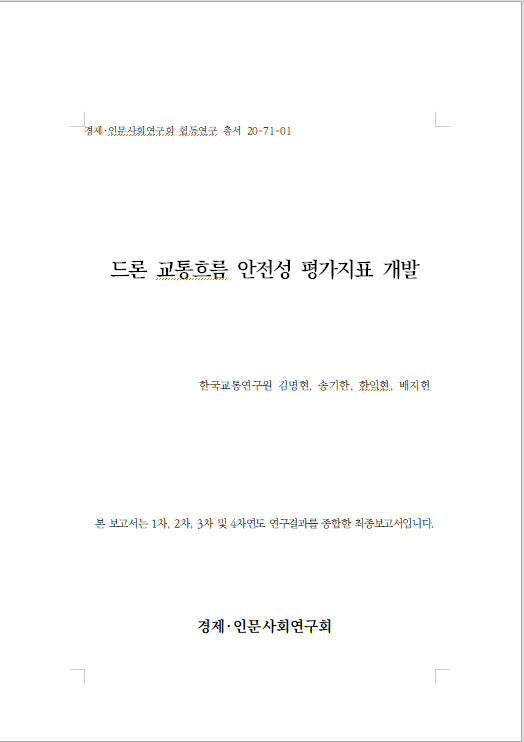 경제·인문사회연구회 협동연구 총서 20-71-01
드론 교통흐름 안전성 평가지표 개발
한국교통연구원 김명현, 송기한, 한익현, 배지헌
본 보고서는 1차, 2차, 3차 및 4차연도 연구결과를 종합한 최종보고서입니다.
경제·인문사회연구회